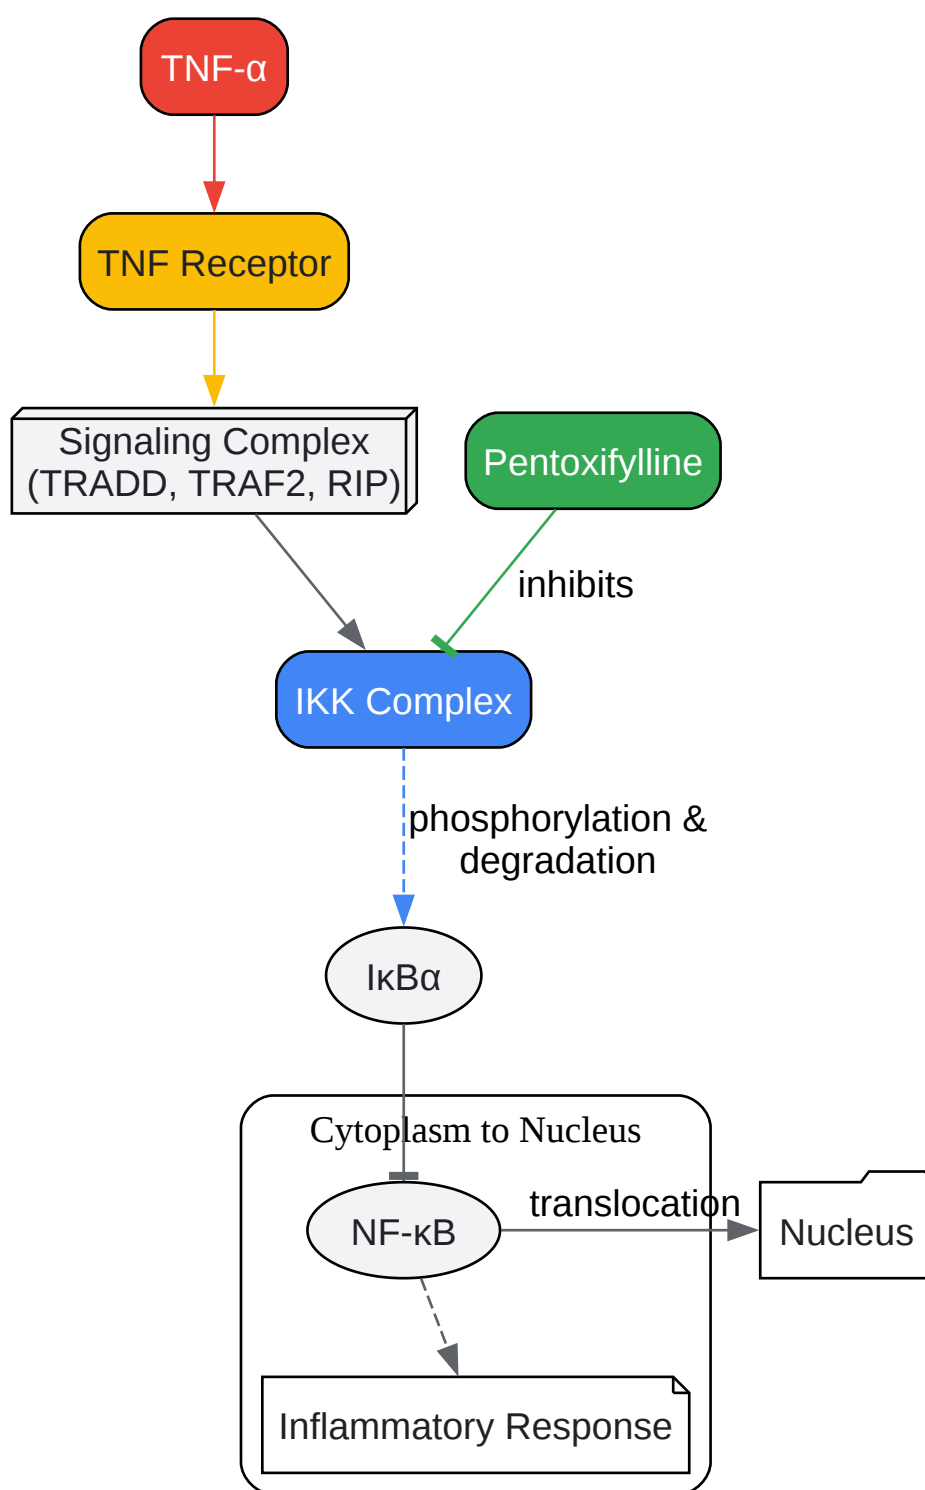 TNF-α
TNF Receptor
Signaling Complex
(TRADD, TRAF2, RIP)
Pentoxifylline
inhibits
IKK Complex
phosphorylation &
degradation
IκBα
Cytoplasm to Nucleus
translocation
NF-κB
Nucleus
Inflammatory Response